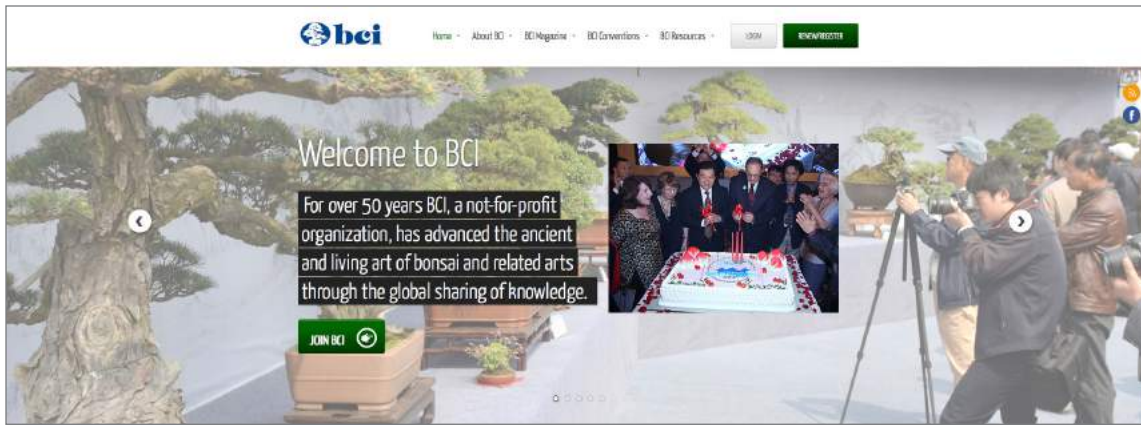 bci
Home
About BCI
BCI Magazine
BCI Conventions
BCI Resources
LOGIN
RENEW/REGISTER
Welcome to BCI
For over 50 years BCI, a not-for-profit
organization, has advanced the ancient
and living art of bonsai and related arts
through the global sharing of knowledge.
JOIN BCI